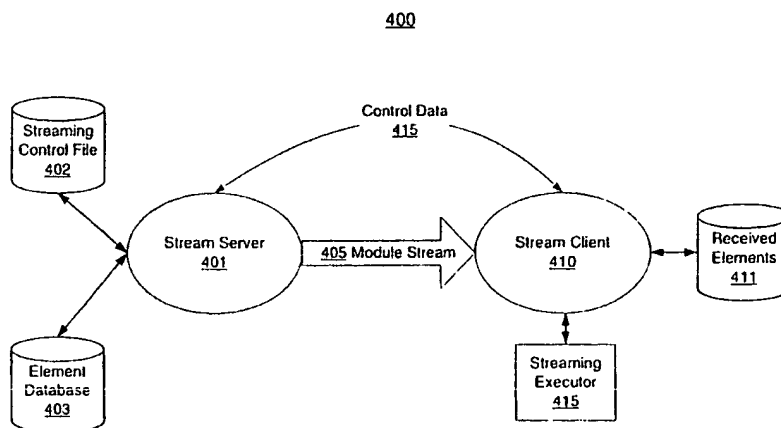 400
Streaming
Control File
402
Control Data
415
Stream Server
401
405 Module Stream
Stream Client
410
Received
Elements
411
Element
Database
403
Streaming
Executor
415